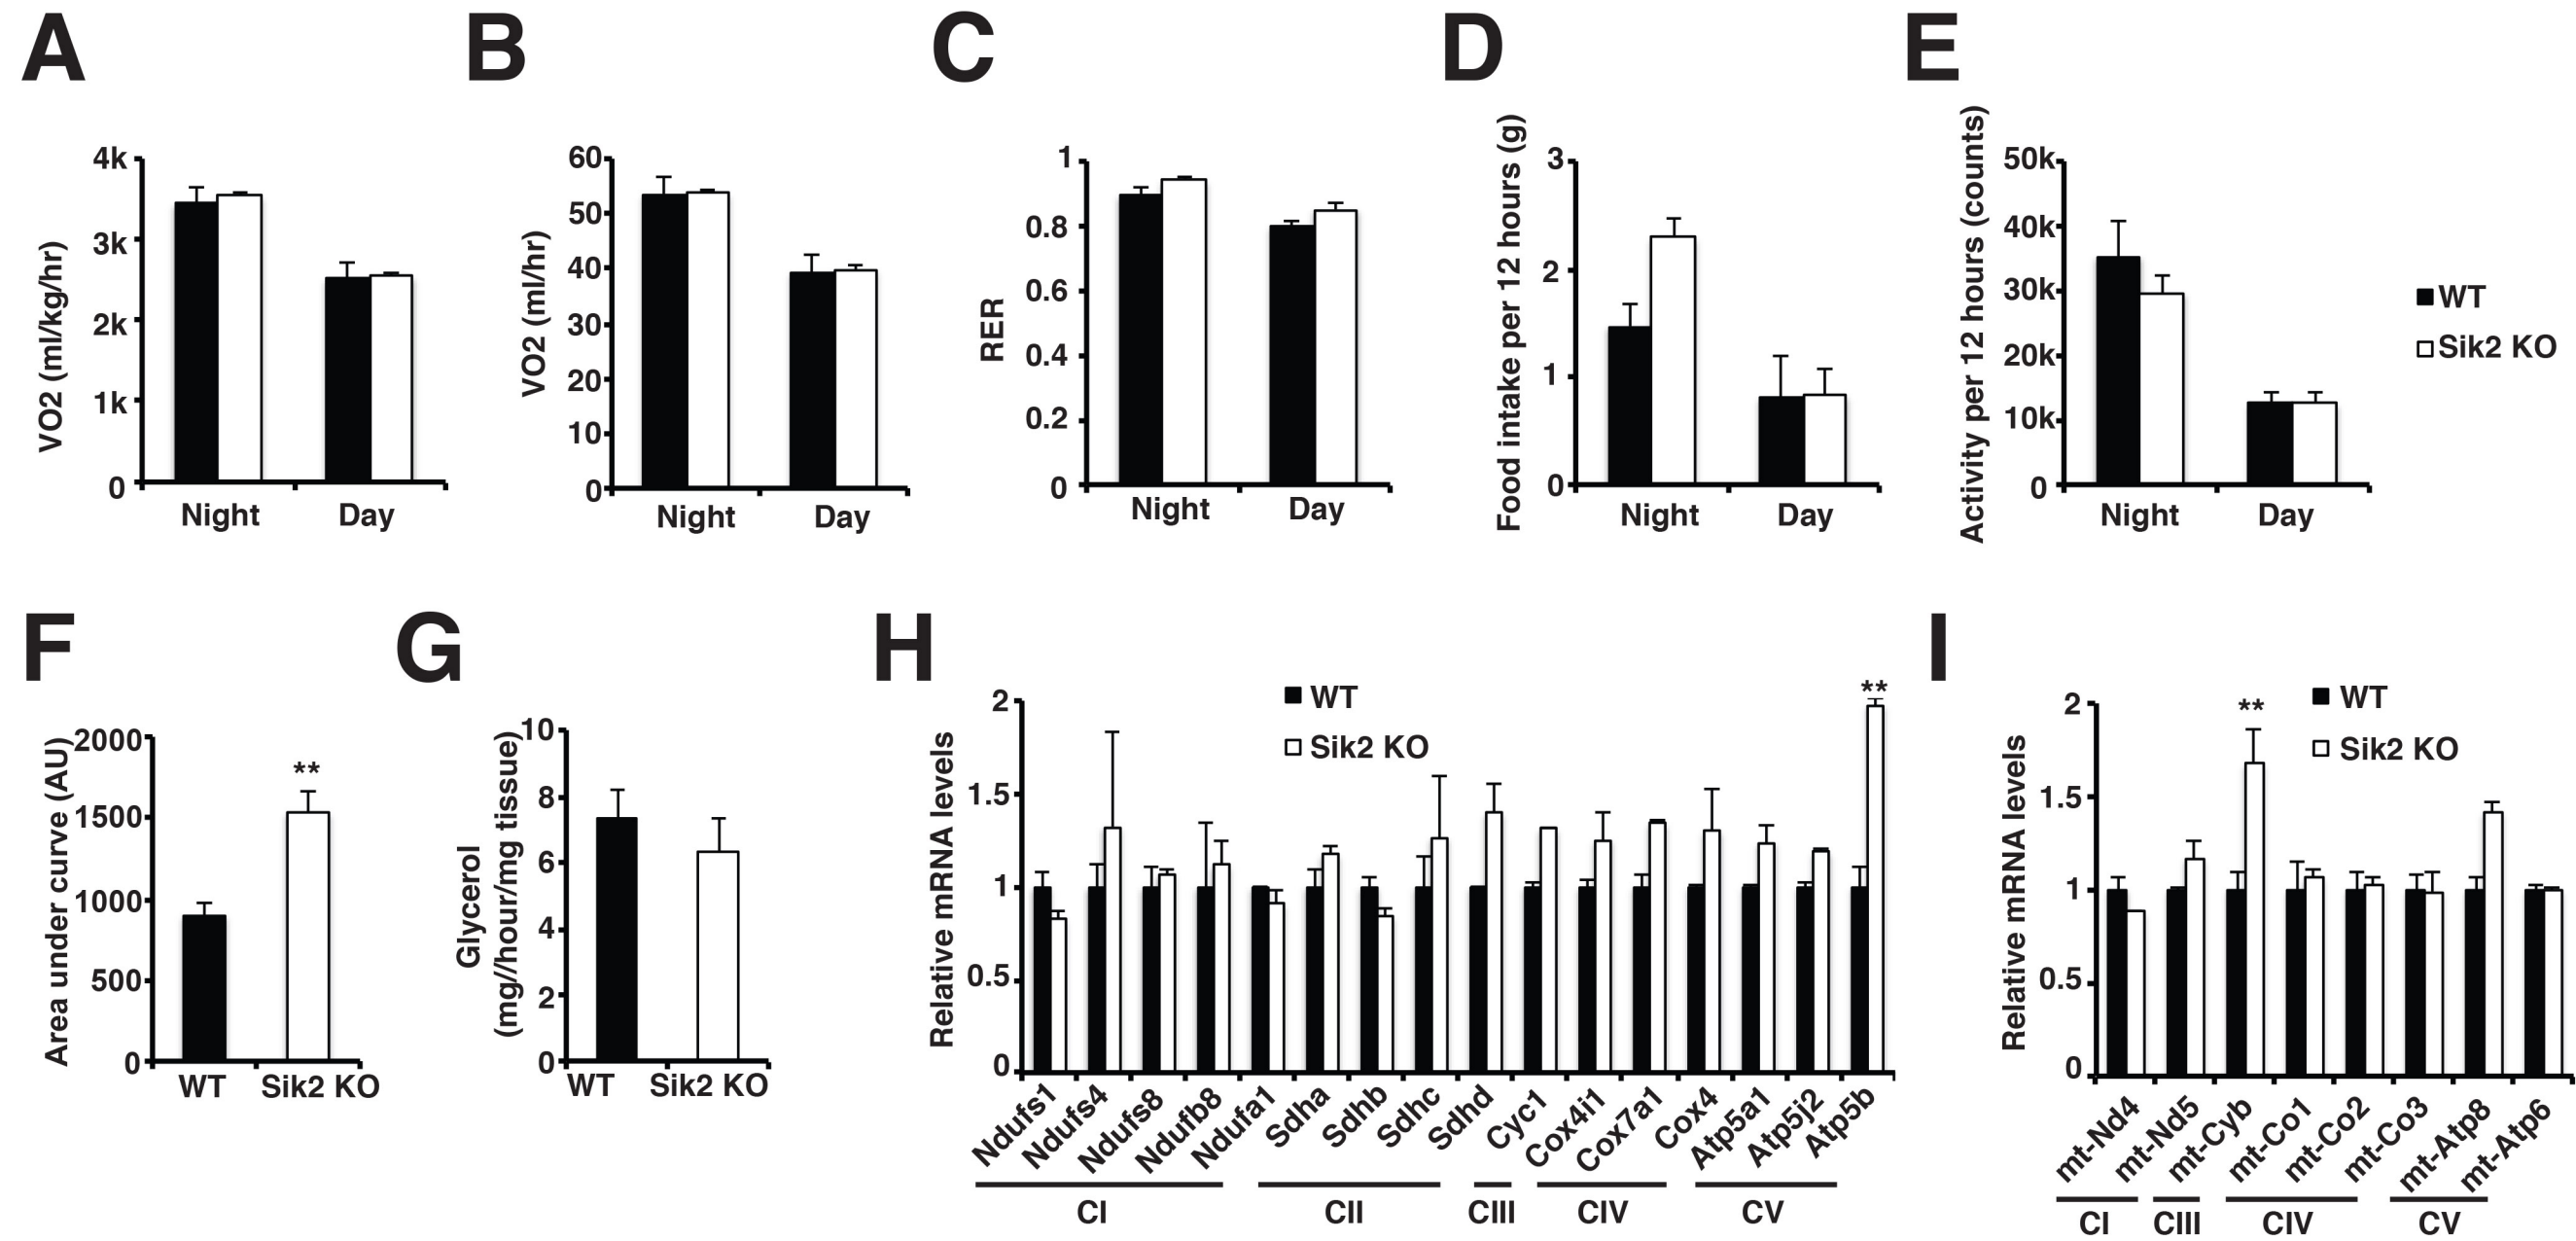 A
B
C
D
E
VO2 (ml/kg/hr)
4k
3k
2k
1k
0
Night
Day
VO2 (ml/hr)
60
50
40
30
20
10
0
Night
Day
RER
1
0.8
0.6
0.4
0.2
0
Night
Day
Food intake per 12 hours (g)
3
2
1
0
Night
Day
Activity per 12 hours (counts)
50k
40k
30k
20k
10k
0
Night
Day
WT
Sik2 KO
F
G
H
I
Area under curve (AU)
2000
1500
1000
500
0
**
WT
Sik2 KO
Glycerol
(mg//hour/mg tissue)
10
8
6
4
2
0
WT
Sik2 KO
Relative mRNA levels
2
1.5
1
0.5
0
WT
Sik2 KO
**
Ndufs1
Ndufs4
Ndufs8
Ndufb8
Ndufa1
Sdha
Sdhb
Sdhc
Sdhd
Cyc1
Cox4i1
Cox7a1
Cox4
Atp5a1
Atp5j2
Atp5b
CI
CII
CIII
CIV
CV
Relative mRNA levels
2
1.5
1
0.5
0
**
WT
Sik2 KO
mt-Nd4
mt-Nd5
mt-Cyb
mt-Co1
mt-Co2
mt-Co3
mt-Atp8
mt-Atp6
CI
CIII
CIV
CV